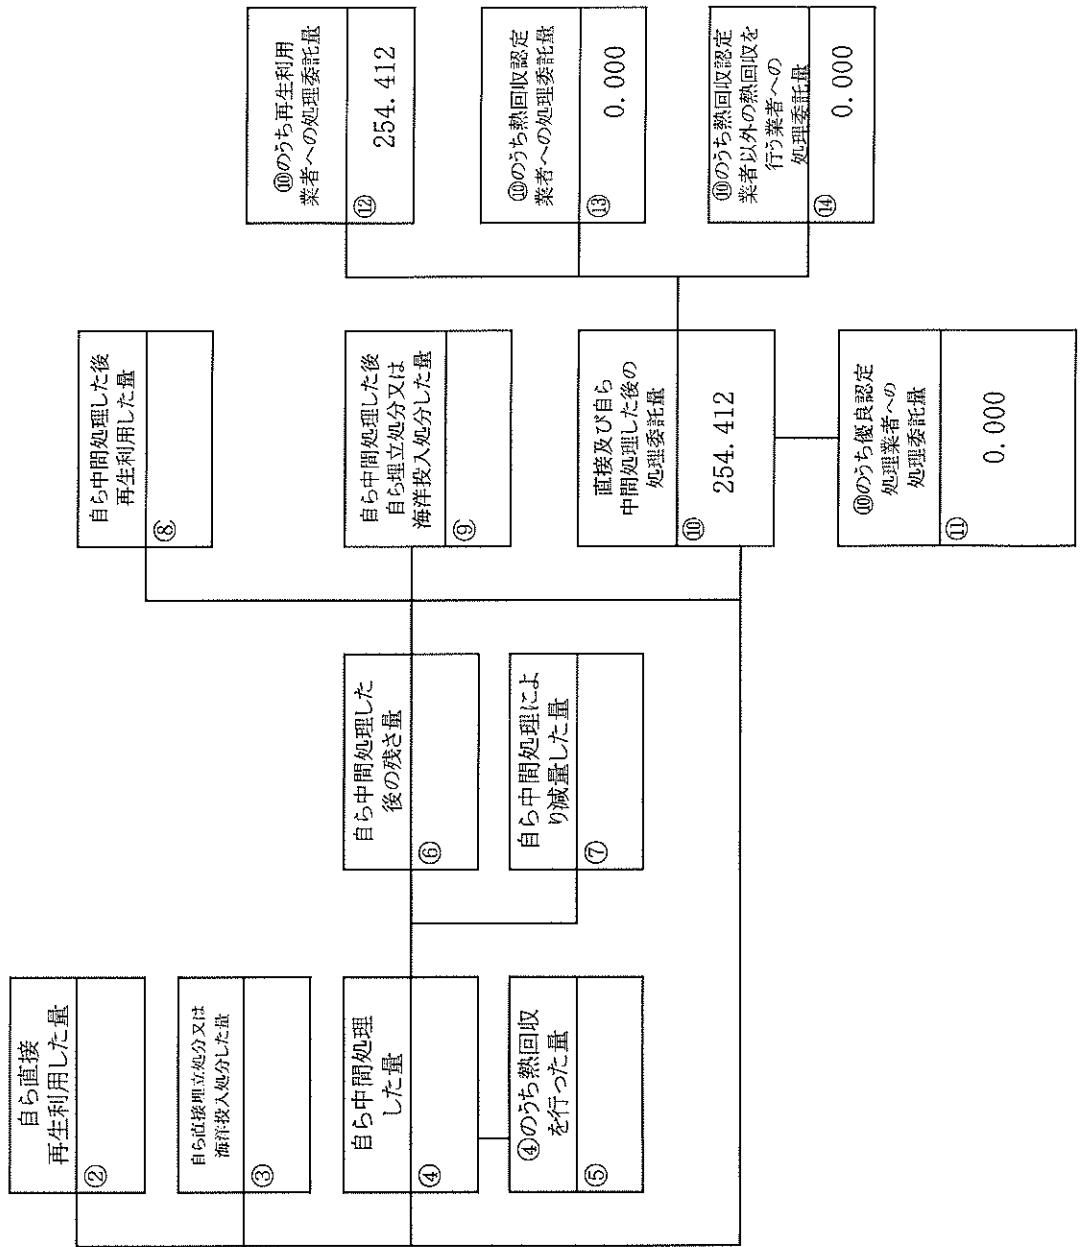 自ら直接
再生利用した量
②
自ら直接埋立処分又は
海洋投入処分した量
③
自ら中間処理
した量
④
④のうち熱回収
を行った量
⑤
自ら中間処理した
後の残さ量
⑥
自ら中間処理によ
り減量した量
⑦
自ら中間処理した後
再生利用した量
⑧
自ら中間処理した後
自ら埋立処分又は
海洋投入処分した量
⑨
直接及び自ら
中間処理した後の
処理委託量
⑩
254.412
⑩のうち優良認定
処理業者への
処理委託量
⑪
0.000
⑩のうち再生利用
業者への処理委託量
⑫
254.412
⑩のうち熱回収認定
業者への処理委託量
⑬
0.000
⑩のうち熱回収認定
業者以外の熱回収を
行う業者への
処理委託量
⑭
0.000